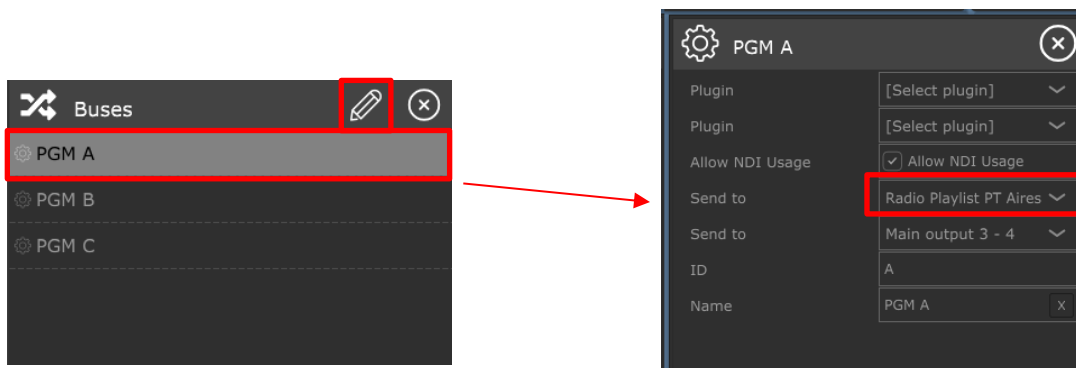 Buses
PGM A
PGM B
PGM C
PGM A
Plugin [Select plugin]
Plugin [Select plugin]
Allow NDI Usage Allow NDI Usage
Send to Radio Playlist PT Aires
Send to Main output 3 - 4
ID A
Name PGM A X